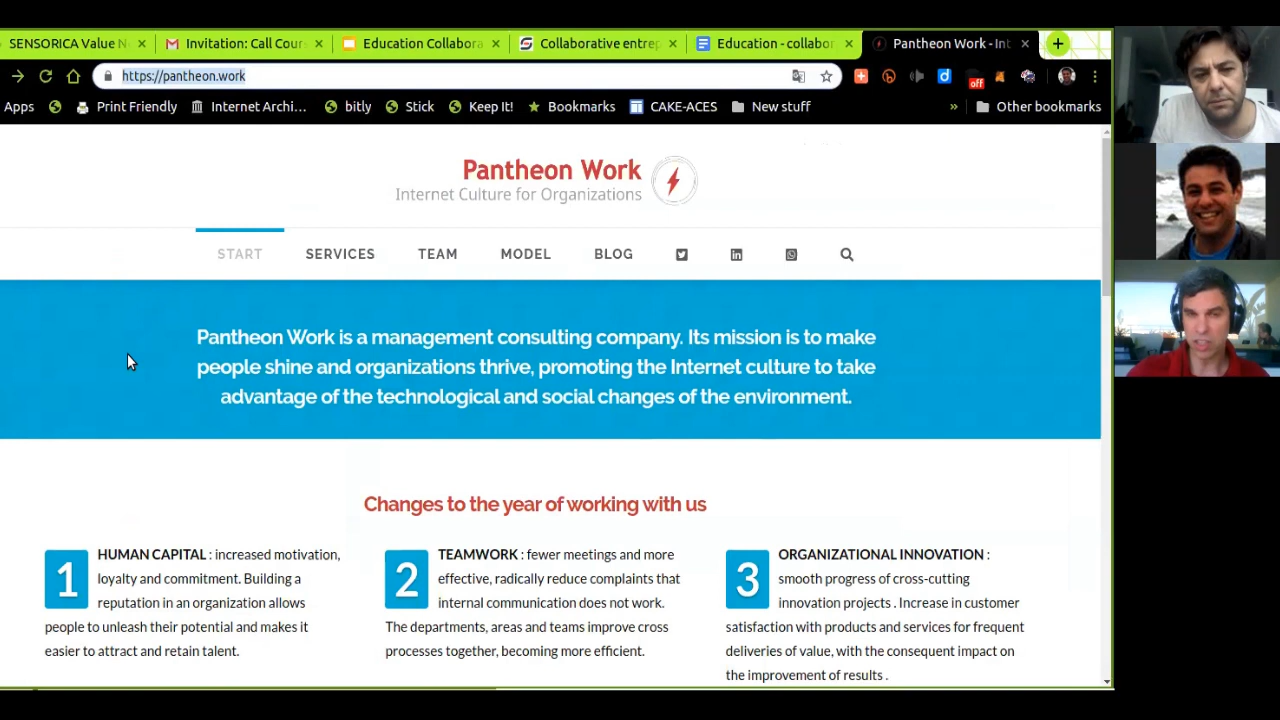 SENSORICA Value N
Invitation: Call Cour
Education Collabora
Collaborative entrep
Education - collabor
Pantheon Work - Int
https://pantheon.work
off
Apps
Print Friendly
Internet Archi...
bitly
Stick
Keep It!
Bookmarks
CAKE-ACES
New stuff
»
Other bookmarks
Pantheon Work
Internet Culture for Organizations
START
SERVICES
TEAM
MODEL
BLOG
Pantheon Work is a management consulting company. Its mission is to make
people shine and organizations thrive, promoting the Internet culture to take
advantage of the technological and social changes of the environment.
Changes to the year of working with us
1
HUMAN CAPITAL : increased motivation,
loyalty and commitment. Building a
reputation in an organization allows
people to unleash their potential and makes it
easier to attract and retain talent.
2
TEAMWORK : fewer meetings and more
effective, radically reduce complaints that
internal communication does not work.
The departments, areas and teams improve cross
processes together, becoming more efficient.
3
ORGANIZATIONAL INNOVATION :
smooth progress of cross-cutting
innovation projects . Increase in customer
satisfaction with products and services for frequent
deliveries of value, with the consequent impact on
the improvement of results .